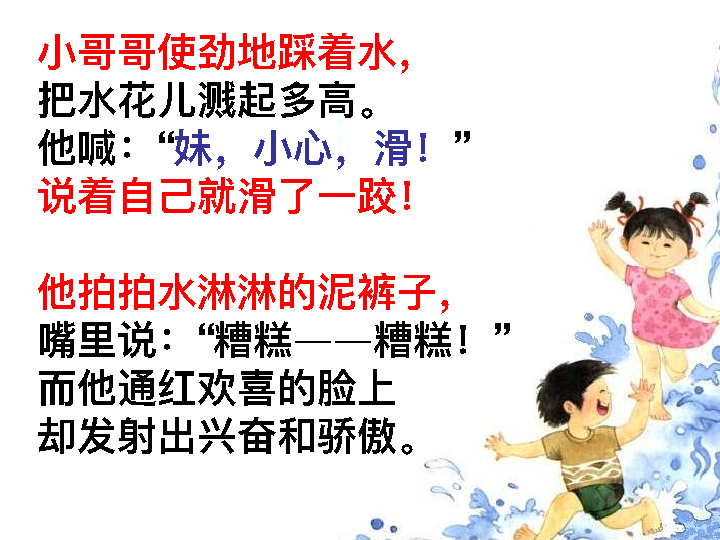 小哥哥使劲地踩着水，
把水花儿溅起多高。
他喊：“妹，小心，滑！”
说着自己就滑了一跤！
他拍拍水淋淋的泥裤子，
嘴里说：“糟糕——糟糕！”
而他通红欢喜的脸上
却发射出兴奋和骄傲。